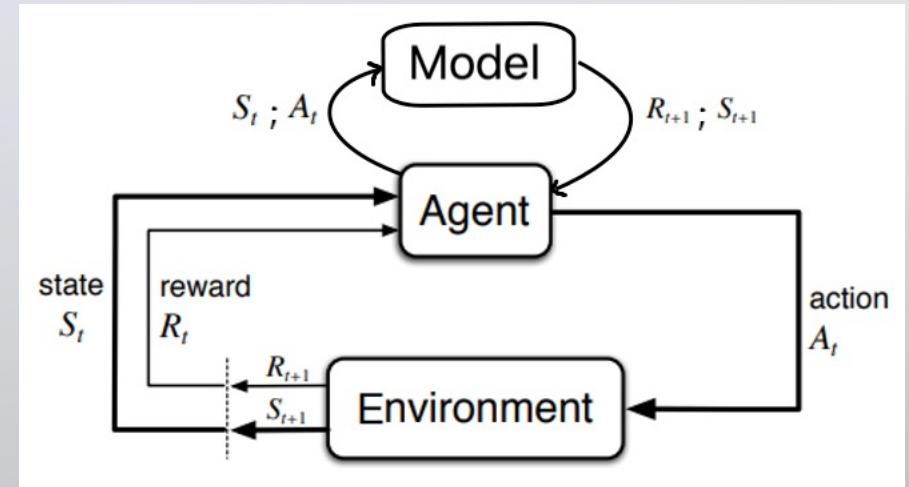 Model
S_t ; A_t
R_{t+1} ; S_{t+1}
Agent
state
S_t
reward
R_t
action
A_t
R_{t+1}
S_{t+1}
Environment